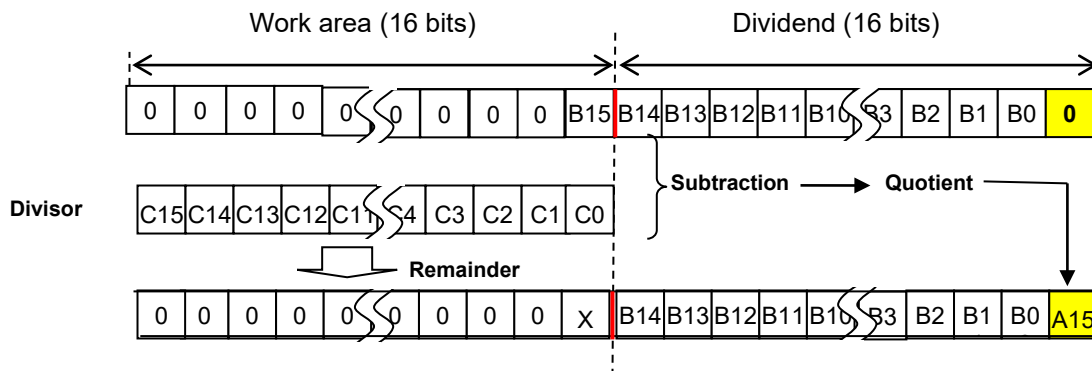 Work area (16 bits) Dividend (16 bits)
0 0 0 0 0 0 0 0 0 B15 B14 B13 B12 B11 B10 B3 B2 B1 B0 0
Subtraction Quotient
Divisor C15 C14 C13 C12 C11 C4 C3 C2 C1 C0
Remainder
0 0 0 0 0 0 0 0 0 X B14 B13 B12 B11 B10 B3 B2 B1 B0 A15